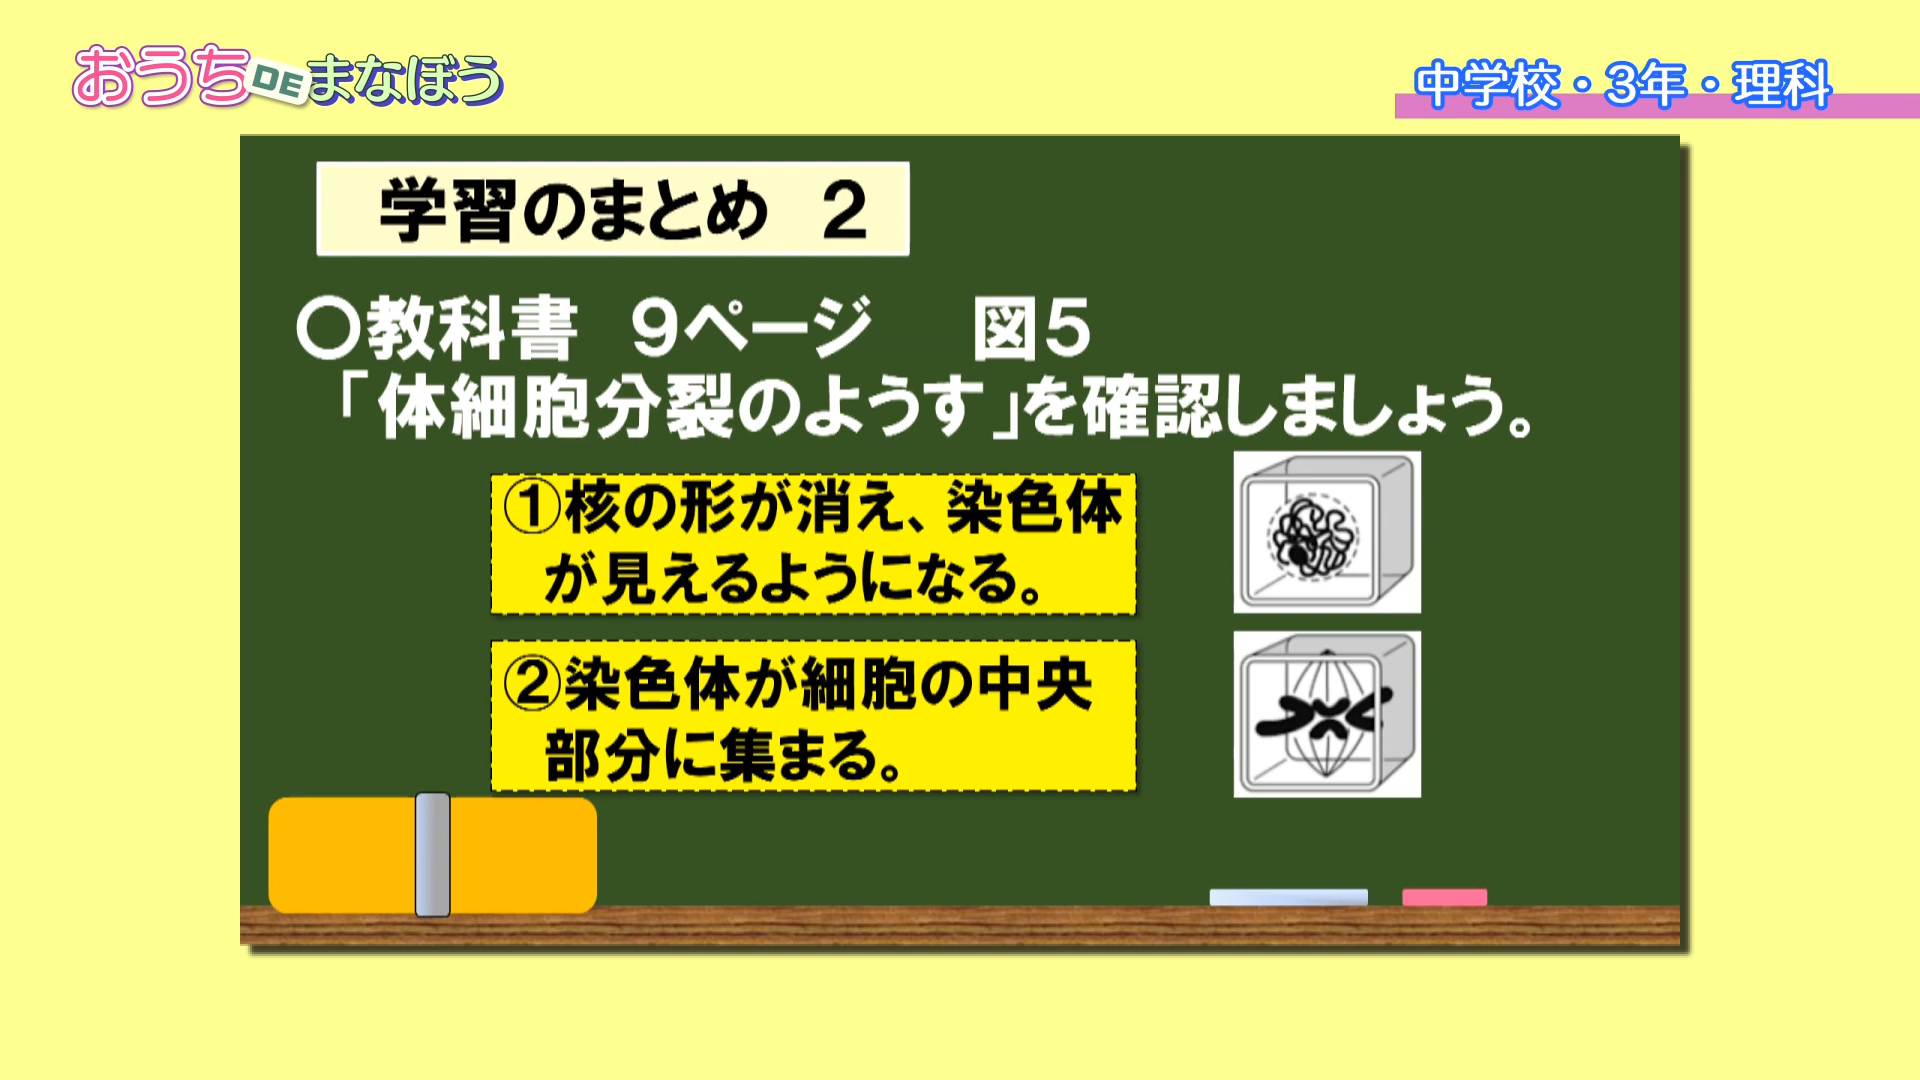 おうちDEまなぼう
中学校・3年・理科
学習のまとめ　２
〇教科書　９ページ　　図５
「体細胞分裂のようす」を確認しましょう。
①核の形が消え、染色体
が見えるようになる。
②染色体が細胞の中央
部分に集まる。